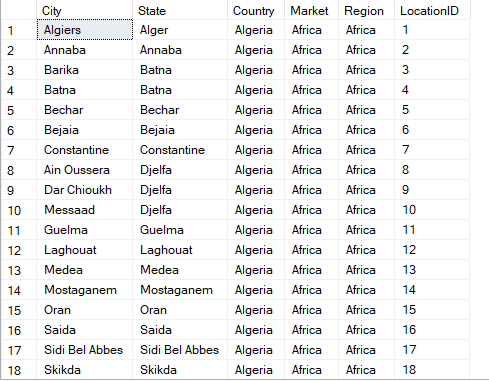 City State Country Market Region LocationID
1 Algiers Alger Algeria Africa Africa 1
2 Annaba Annaba Algeria Africa Africa 2
3 Barika Batna Algeria Africa Africa 3
4 Batna Batna Algeria Africa Africa 4
5 Bechar Bechar Algeria Africa Africa 5
6 Bejaia Bejaia Algeria Africa Africa 6
7 Constantine Constantine Algeria Africa Africa 7
8 Ain Oussera Djelfa Algeria Africa Africa 8
9 Dar Chioukh Djelfa Algeria Africa Africa 9
10 Messaad Djelfa Algeria Africa Africa 10
11 Guelma Guelma Algeria Africa Africa 11
12 Laghouat Laghouat Algeria Africa Africa 12
13 Medea Medea Algeria Africa Africa 13
14 Mostaganem Mostaganem Algeria Africa Africa 14
15 Oran Oran Algeria Africa Africa 15
16 Saida Saida Algeria Africa Africa 16
17 Sidi Bel Abbes Sidi Bel Abbes Algeria Africa Africa 17
18 Skikda Skikda Algeria Africa Africa 18